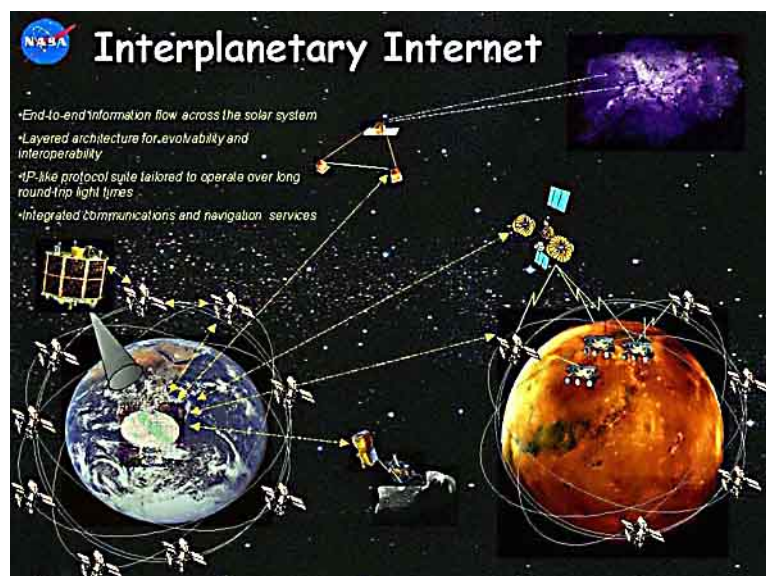 NASA
Interplanetary Internet
•End-to-end information flow across the solar system
•Layered architecture for evolvability and
interoperability
•IP-like protocol suite tailored to operate over long
round-trip light times
•Integrated communications and navigation services